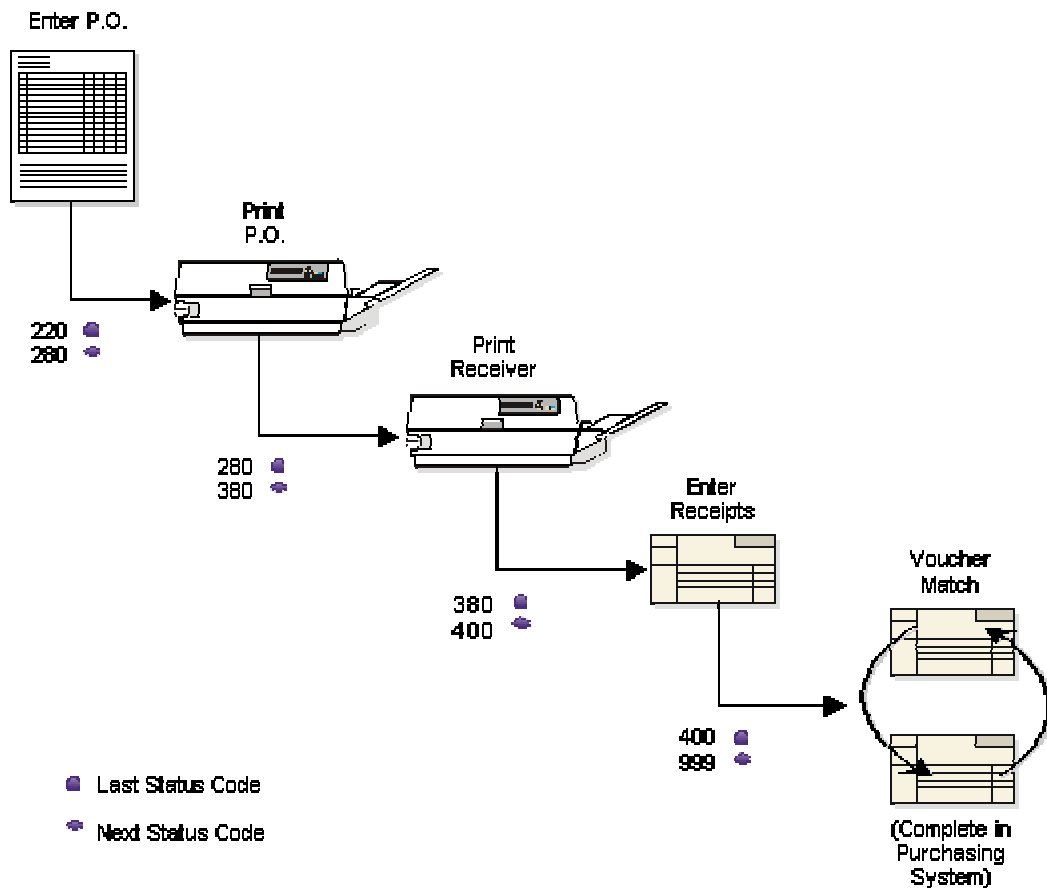 Enter P.O.
Print
P.O.
220
280
Print
Receiver
280
380
Enter
Receipts
380
400
Voucher
Match
400
999
Last Status Code
Next Status Code
(Complete in
Purchasing
System)